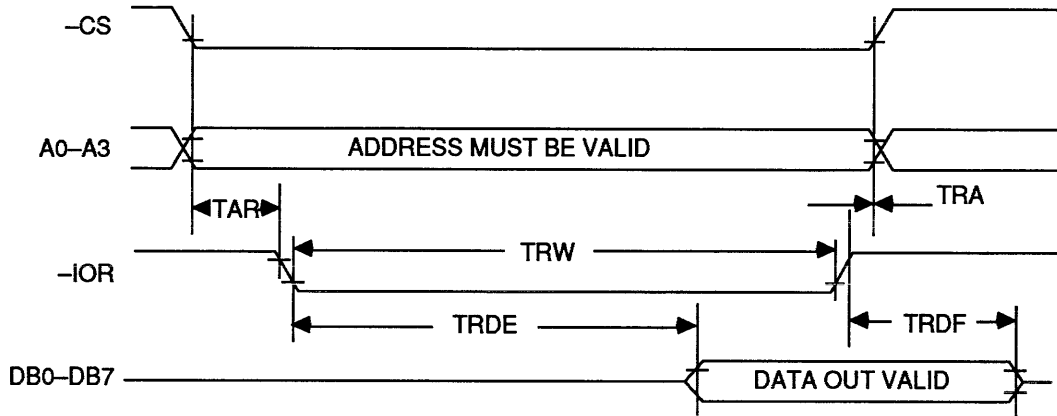 –CS
A0–A3
ADDRESS MUST BE VALID
TAR
TRA
–IOR
TRW
TRDE
TRDF
DB0–DB7
DATA OUT VALID